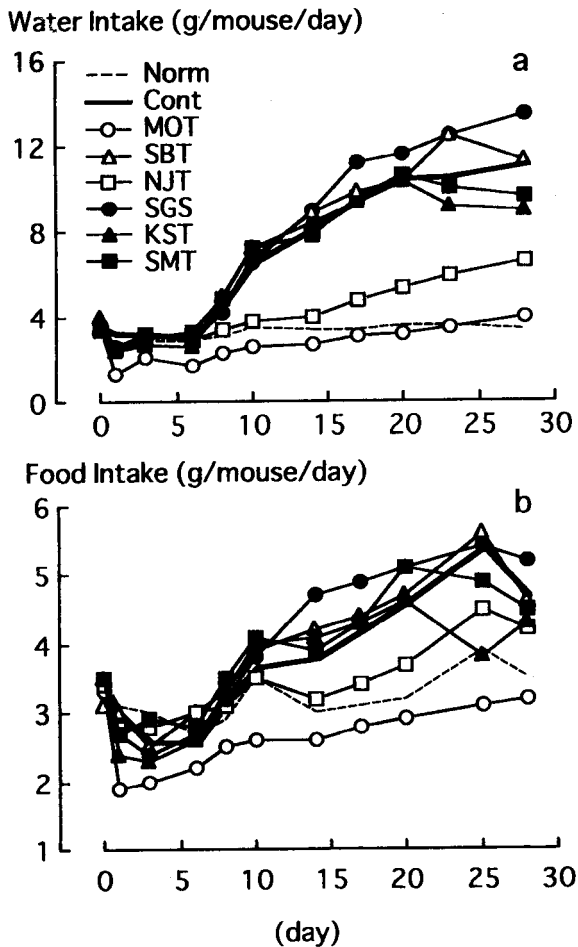 Water Intake (g/mouse/day)
16
a
Norm
Cont
12
MOT
SBT
NJT
8
SGS
KST
SMT
4
0
0 5 10 15 20 25 30
Food Intake (g/mouse/day)
6
b
5
4
3
2
1
0 5 10 15 20 25 30
(day)